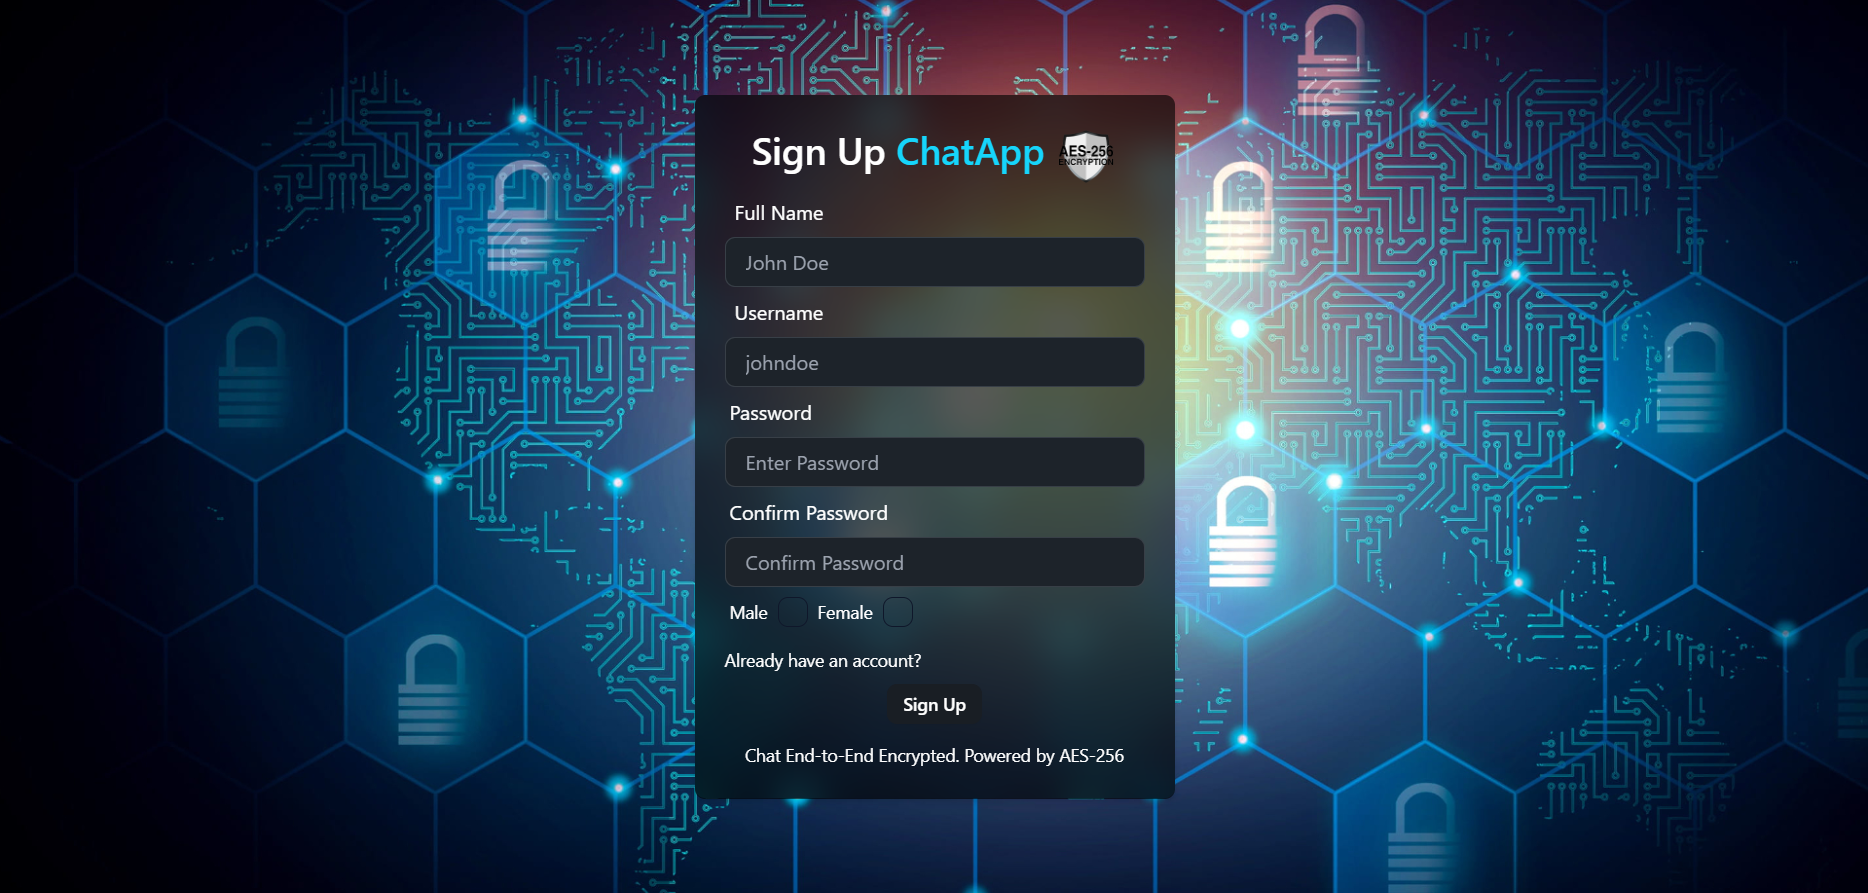 Sign Up ChatApp
AES-256
ENCRYPTION
Full Name
John Doe
Username
johndoe
Password
Enter Password
Confirm Password
Confirm Password
Male Female
Already have an account?
Sign Up
Chat End-to-End Encrypted. Powered by AES-256